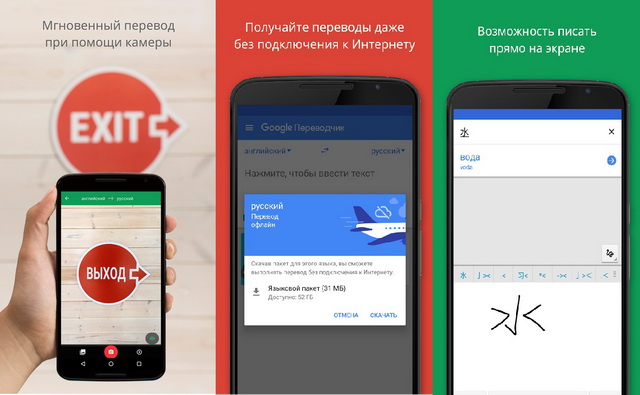 Мгновенный перевод
при помощи камеры
EXIT
английский → русский
ВЫХОД
Получайте переводы даже
без подключения к Интернету
Google Переводчик
английский
русский
Нажмите, чтобы ввести текст
русский
Перевод
офлайн
Скачав пакет для этого языка, вы сможете
выполнять перевод без подключения к Интернету.
Языковой пакет (31 МБ)
Доступно: 52 ГБ
ОТМЕНА
СКАЧАТЬ
Возможность писать
прямо на экране
水
вода
水
水